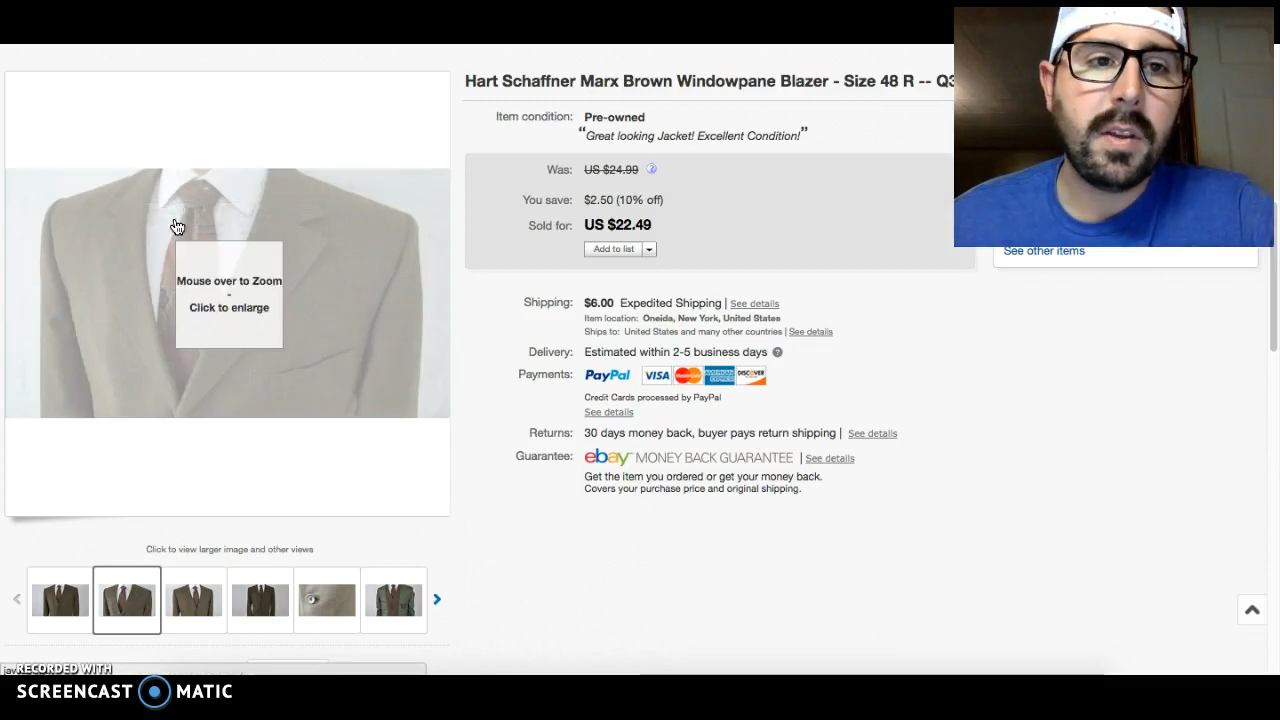 Hart Schaffner Marx Brown Windowpane Blazer - Size 48 R -- Q3
Item condition: Pre-owned
“Great looking Jacket! Excellent Condition!”
Was: US $24.99
You save: $2.50 (10% off)
Sold for: US $22.49
Add to list
See other items
Mouse over to Zoom
-
Click to enlarge
Shipping: $6.00 Expedited Shipping | See details
Item location: Oneida, New York, United States
Ships to: United States and many other countries | See details
Delivery: Estimated within 2-5 business days
Payments: PayPal VISA MasterCard AMERICAN EXPRESS DISCOVER
Credit Cards processed by PayPal
See details
Returns: 30 days money back, buyer pays return shipping | See details
Guarantee: ebay MONEY BACK GUARANTEE | See details
Get the item you ordered or get your money back.
Covers your purchase price and original shipping.
Click to view larger image and other views
RECORDED WITH
SCREENCAST MATIC